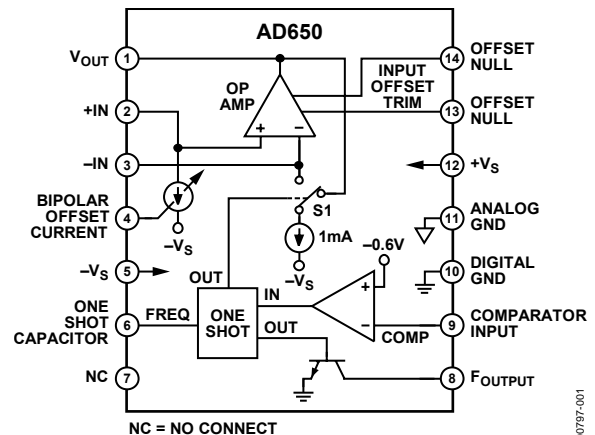 AD650
VOUT
1
+IN
2
–IN
3
BIPOLAR
OFFSET
CURRENT
4
–VS
5
ONE
SHOT
CAPACITOR
6
NC
7
OP
AMP
+
–
INPUT
OFFSET
TRIM
–VS
S1
1mA
–VS
–0.6V
OUT
FREQ
ONE
SHOT
IN
OUT
+
–
COMP
14
OFFSET
NULL
13
OFFSET
NULL
12
+VS
11
ANALOG
GND
10
DIGITAL
GND
9
COMPARATOR
INPUT
8
FOUTPUT
NC = NO CONNECT